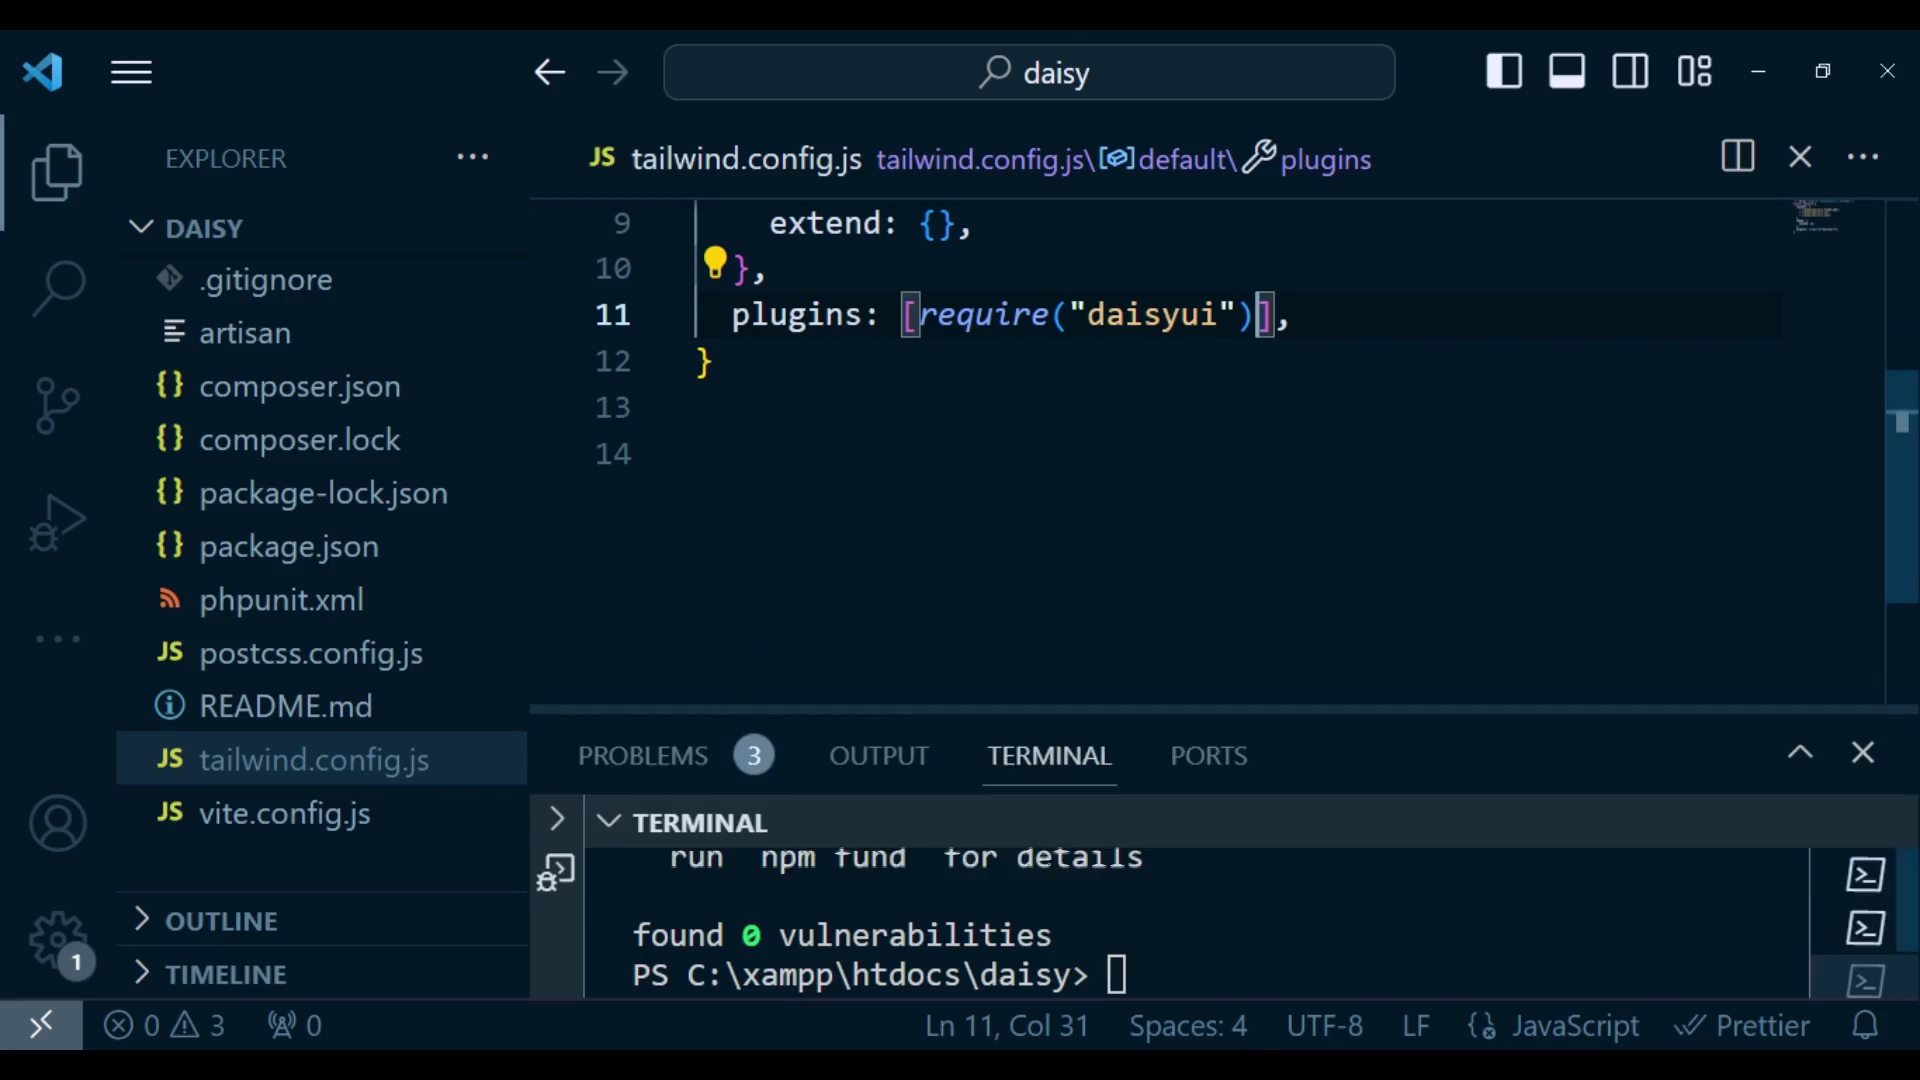 daisy
EXPLORER
DAISY
.gitignore
artisan
{} composer.json
{} composer.lock
{} package-lock.json
{} package.json
phpunit.xml
JS postcss.config.js
README.md
JS tailwind.config.js
JS vite.config.js
OUTLINE
TIMELINE
1
JS tailwind.config.js tailwind.config.js\default\plugins
9 extend: {},
10 },
11 plugins: [require("daisyui")],
12 }
13
14
PROBLEMS 3 OUTPUT TERMINAL PORTS
TERMINAL
run npm fund for details
found 0 vulnerabilities
PS C:\xampp\htdocs\daisy>
0 3 0 Ln 11, Col 31 Spaces: 4 UTF-8 LF JavaScript Prettier